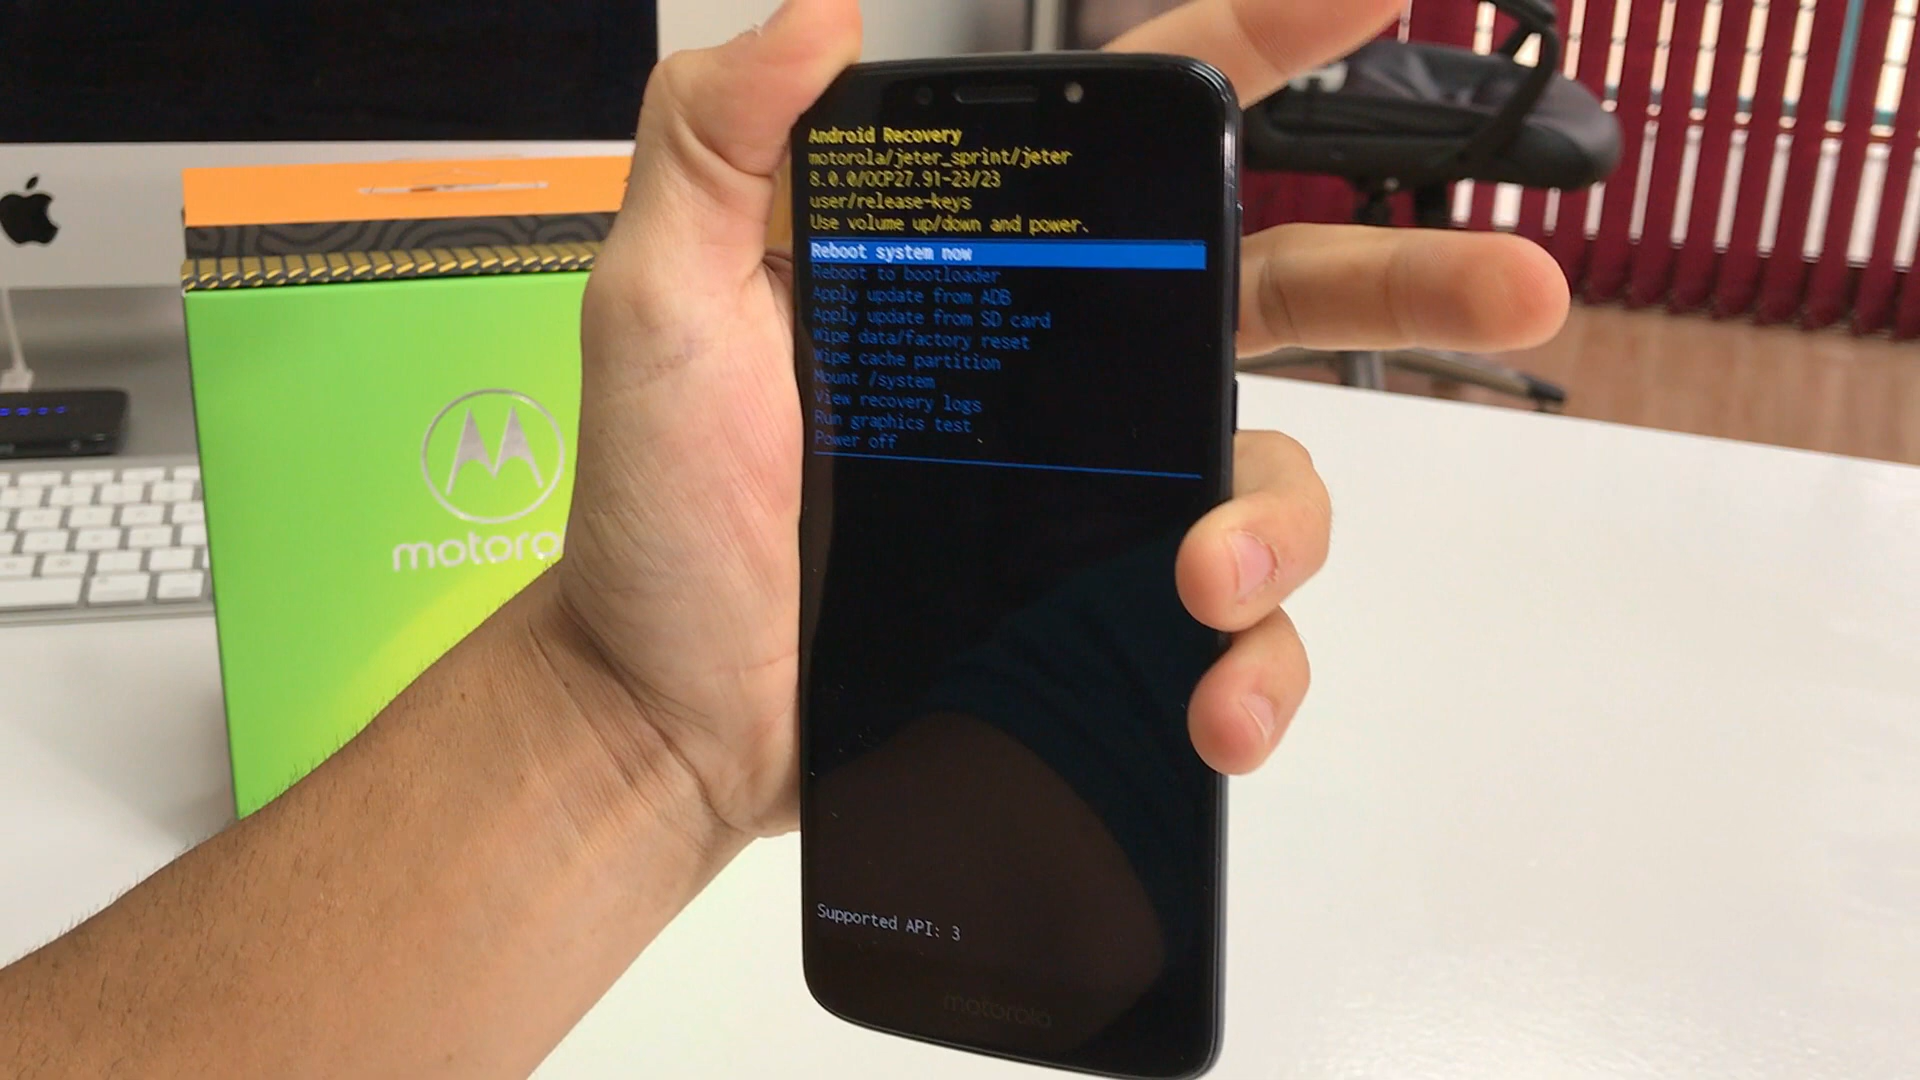 Android Recovery
motorola/jeter_sprint/jeter
8.0.0/OCP27.91-23/23
user/release-keys
Use volume up/down and power.
Reboot system now
Reboot to bootloader
Apply update from ADB
Apply update from SD card
Wipe data/factory reset
Wipe cache partition
Mount /system
View recovery logs
Run graphics test
Power off
Supported API: 3
motorola
motoro